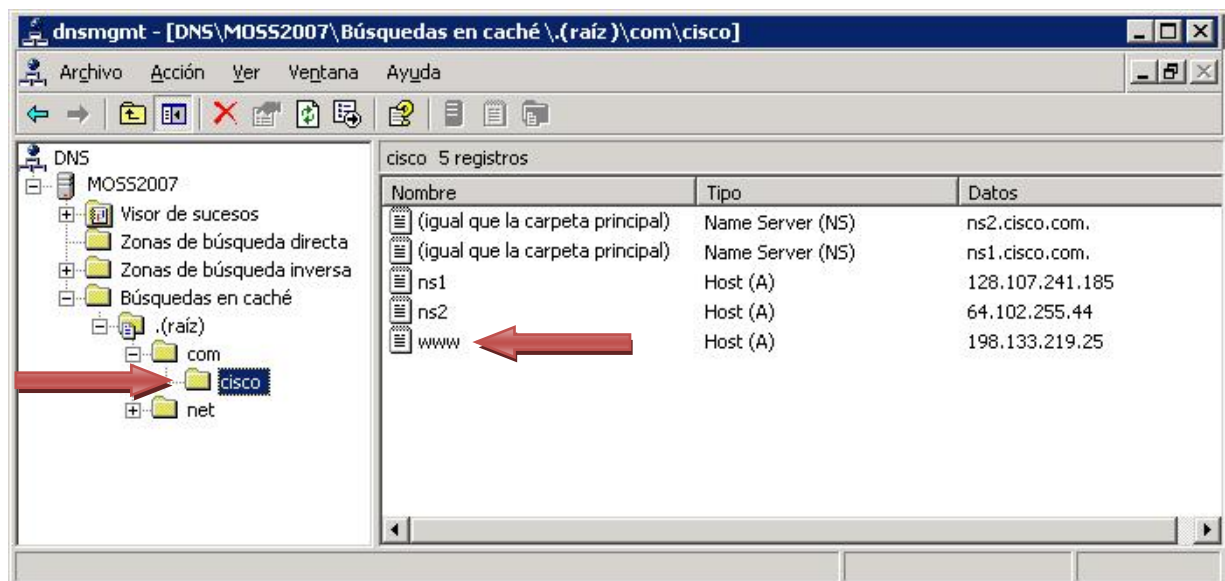 dnsmgmt - [DNS\MOSS2007\Búsquedas en caché\.(raíz)\com\cisco]
Archivo Acción Ver Ventana Ayuda
DNS
MOSS2007
Visor de sucesos
Zonas de búsqueda directa
Zonas de búsqueda inversa
Búsquedas en caché
.(raíz)
com
cisco
net
cisco 5 registros
Nombre Tipo Datos
(igual que la carpeta principal) Name Server (NS) ns2.cisco.com.
(igual que la carpeta principal) Name Server (NS) ns1.cisco.com.
ns1 Host (A) 128.107.241.185
ns2 Host (A) 64.102.255.44
www Host (A) 198.133.219.25